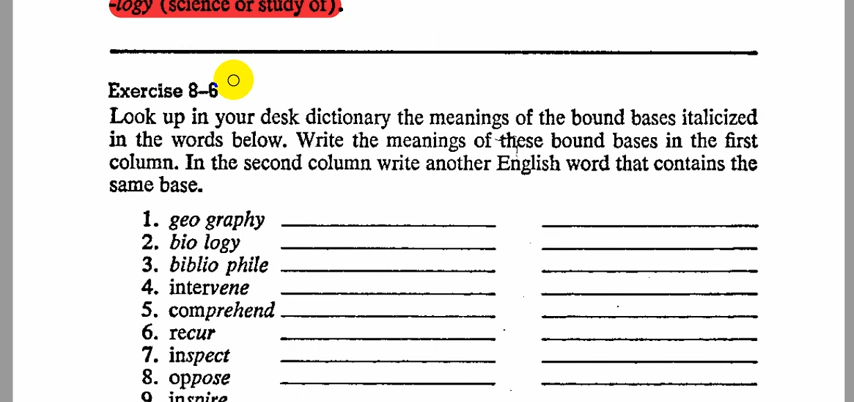 -logy (science or study of).
Exercise 8–6
Look up in your desk dictionary the meanings of the bound bases italicized
in the words below. Write the meanings of these bound bases in the first
column. In the second column write another English word that contains the
same base.
1. geo graphy
2. bio logy
3. biblio phile
4. intervene
5. comprehend
6. recur
7. inspect
8. oppose
9. inspire